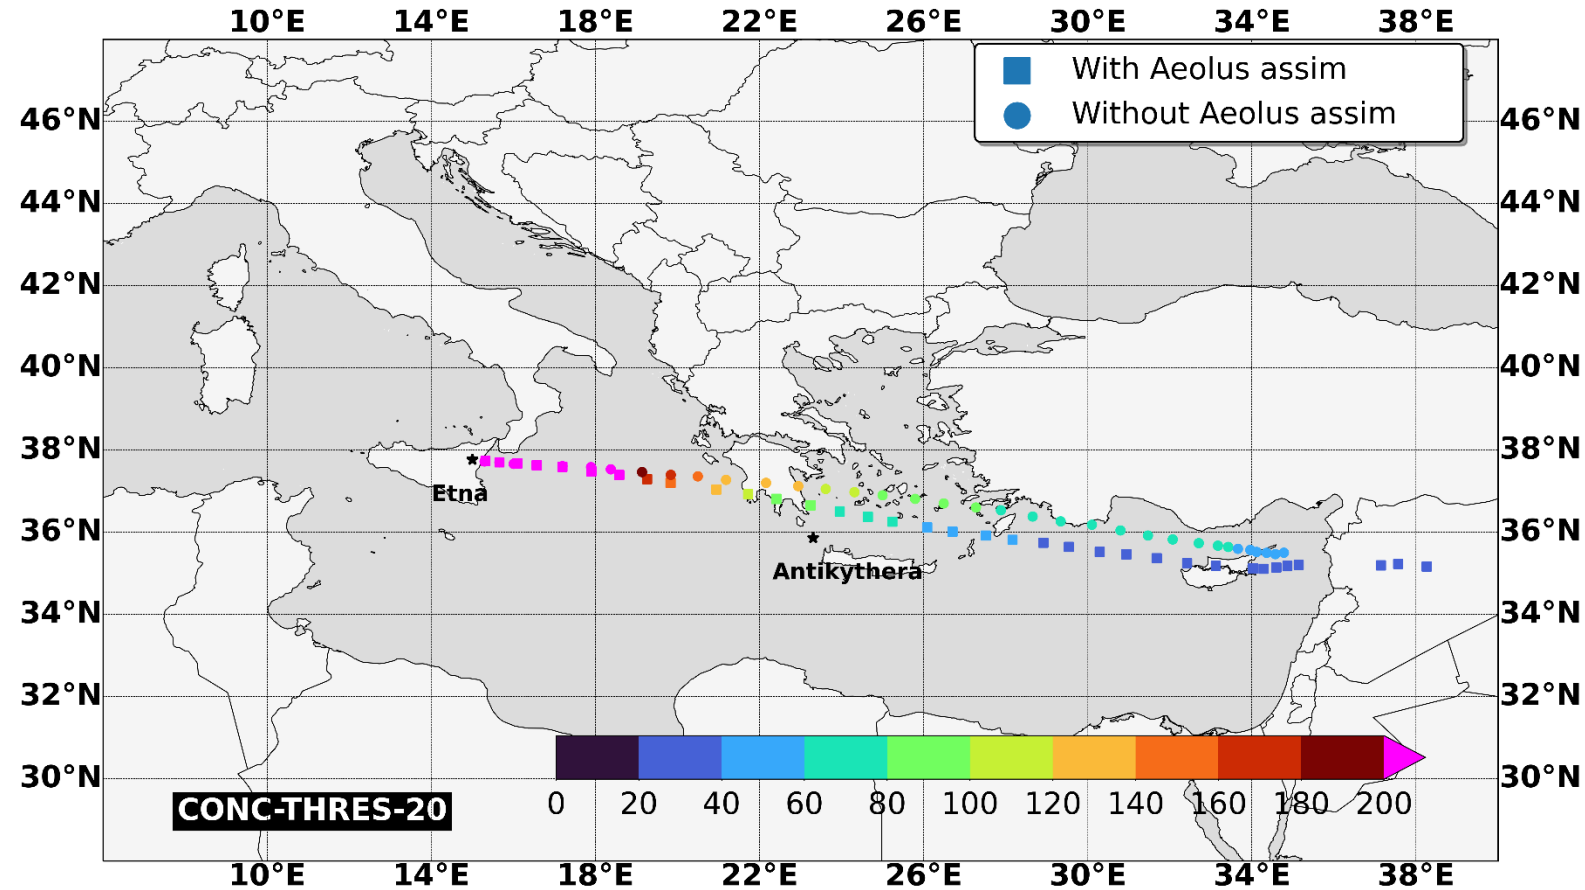 10°E 14°E 18°E 22°E 26°E 30°E 34°E 38°E
With Aeolus assim
Without Aeolus assim
46°N 46°N
44°N 44°N
42°N 42°N
40°N 40°N
38°N 38°N
Etna
36°N 36°N
Antikythera
34°N 34°N
32°N 32°N
30°N 30°N
CONC-THRES-20
0 20 40 60 80 100 120 140 160 180 200
10°E 14°E 18°E 22°E 26°E 30°E 34°E 38°E